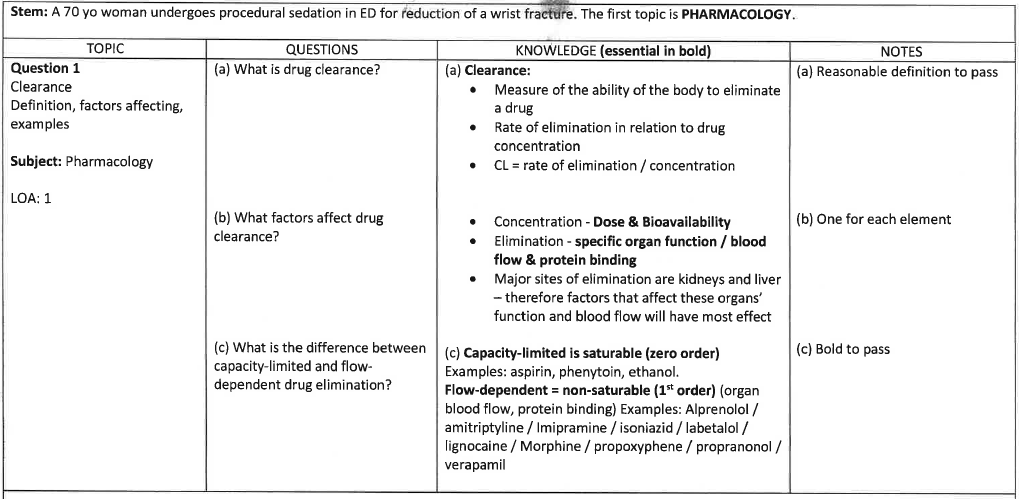 Stem: A 70 yo woman undergoes procedural sedation in ED for reduction of a wrist fracture. The first topic is PHARMACOLOGY.
TOPIC
QUESTIONS
KNOWLEDGE (essential in bold)
NOTES
Question 1
Clearance
Definition, factors affecting,
examples
Subject: Pharmacology
LOA: 1
(a) What is drug clearance?
(a) Clearance:
• Measure of the ability of the body to eliminate
a drug
• Rate of elimination in relation to drug
concentration
• CL = rate of elimination / concentration
(a) Reasonable definition to pass
(b) What factors affect drug
clearance?
• Concentration - Dose & Bioavailability
• Elimination - specific organ function / blood
flow & protein binding
• Major sites of elimination are kidneys and liver
– therefore factors that affect these organs'
function and blood flow will have most effect
(b) One for each element
(c) What is the difference between
capacity-limited and flow-
dependent drug elimination?
(c) Capacity-limited is saturable (zero order)
Examples: aspirin, phenytoin, ethanol.
Flow-dependent = non-saturable (1st order) (organ
blood flow, protein binding) Examples: Alprenolol /
amitriptyline / Imipramine / isoniazid / labetalol /
lignocaine / Morphine / propoxyphene / propranonol /
verapamil
(c) Bold to pass